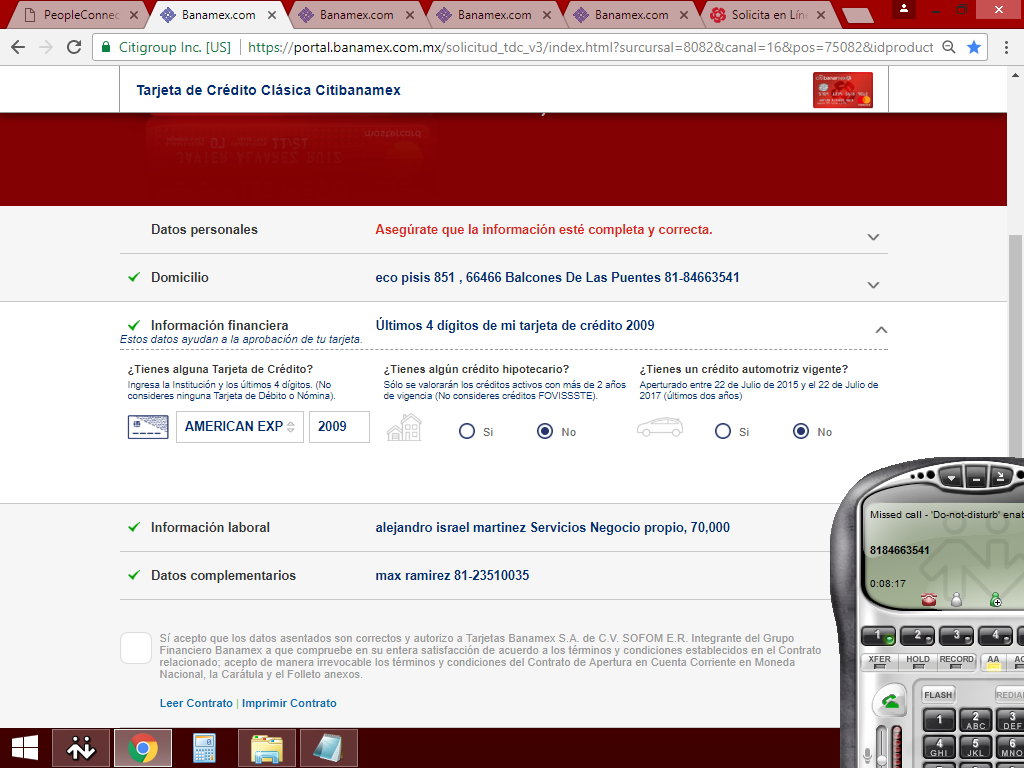 PeopleConnec
Banamex.com
Banamex.com
Banamex.com
Banamex.com
Solicita en Lín
Citigroup Inc. [US]
https://portal.banamex.com.mx/solicitud_tdc_v3/index.html?surcursal=8082&canal=16&pos=75082&idproduct
Tarjeta de Crédito Clásica Citibanamex
Datos personales
Asegúrate que la información esté completa y correcta.
Domicilio
eco pisis 851 , 66466 Balcones De Las Puentes 81-84663541
Información financiera
Últimos 4 dígitos de mi tarjeta de crédito 2009
Estos datos ayudan a la aprobación de tu tarjeta.
¿Tienes alguna Tarjeta de Crédito?
Ingresa la Institución y los últimos 4 dígitos. (No
consideres ninguna Tarjeta de Débito o Nómina).
AMERICAN EXP
2009
¿Tienes algún crédito hipotecario?
Sólo se valorarán los créditos activos con más de 2 años
de vigencia (No consideres créditos FOVISSSTE).
Si
No
¿Tienes un crédito automotriz vigente?
Aperturado entre 22 de Julio de 2015 y el 22 de Julio de
2017 (últimos dos años)
Si
No
Información laboral
alejandro israel martinez Servicios Negocio propio, 70,000
Datos complementarios
max ramirez 81-23510035
Sí acepto que los datos asentados son correctos y autorizo a Tarjetas Banamex S.A. de C.V. SOFOM E.R. Integrante del Grupo
Financiero Banamex a que compruebe en su entera satisfacción de acuerdo a los términos y condiciones establecidos en el Contrato
relacionado; acepto de manera irrevocable los términos y condiciones del Contrato de Apertura en Cuenta Corriente en Moneda
Nacional, la Carátula y el Folleto anexos.
Leer Contrato | Imprimir Contrato
Missed call - 'Do-not-disturb' enab
8184663541
0:08:17
1 2 3 4
XFER HOLD RECORD AA AC
FLASH REDIA
1 2 ABC 3 DEF
4 GHI 5 JKL 6 MNO